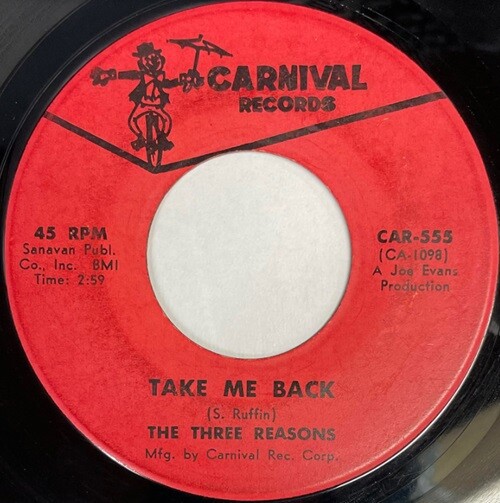 CARNIVAL
RECORDS
45 RPM
Sanavan Publ.
Co., Inc. BMI
Time: 2:59
CAR-555
(CA-1098)
A Joe Evans
Production
TAKE ME BACK
(S. Ruffin)
THE THREE REASONS
Mfg. by Carnival Rec. Corp.